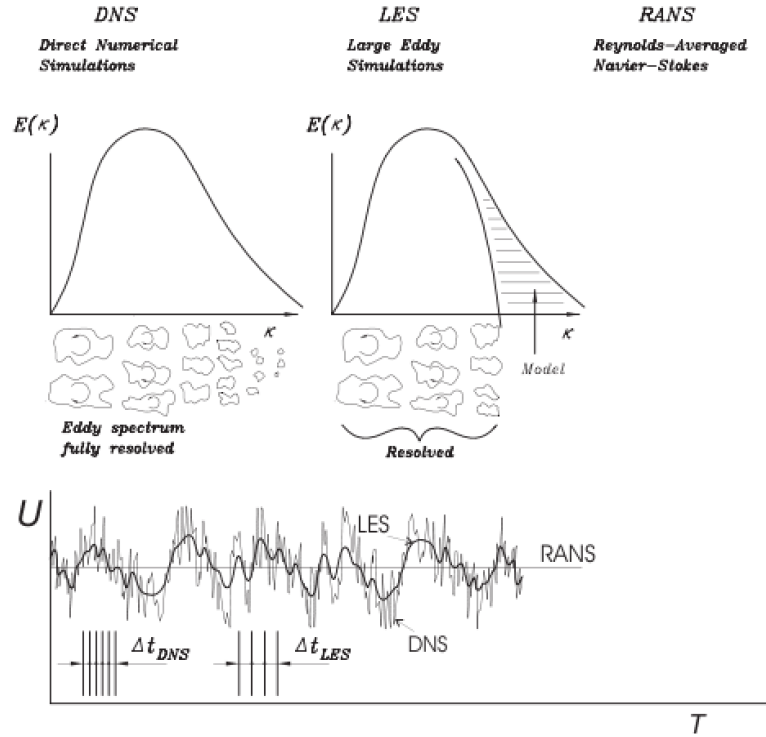 DNS
Direct Numerical
Simulations
LES
Large Eddy
Simulations
RANS
Reynolds-Averaged
Navier-Stokes
E(κ)
κ
Eddy spectrum
fully resolved
E(κ)
κ
Model
Resolved
U
LES
RANS
DNS
Δt_DNS
Δt_LES
T